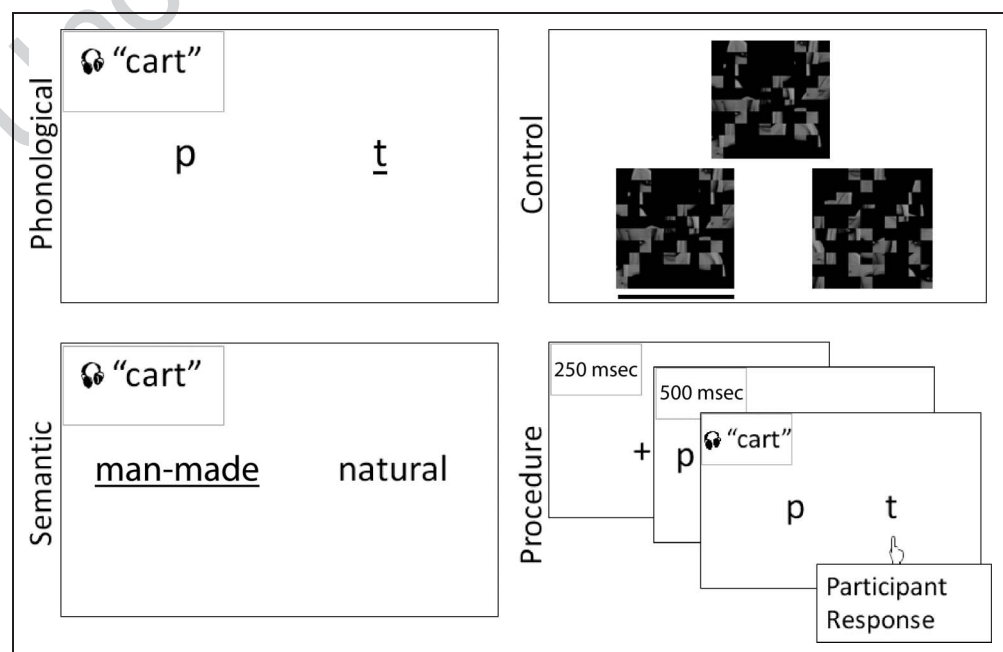 Phonological
"cart"
p t
Control
Semantic
"cart"
man-made natural
Procedure
250 msec
+
500 msec
p
"cart"
p t
Participant
Response